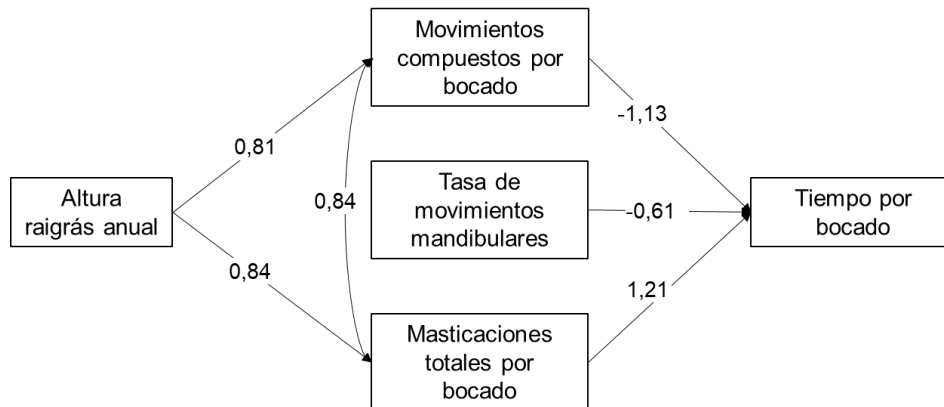 Movimientos
compuestos por
bocado
-1,13
0,81
Altura
raigrás anual
0,84
Tasa de
movimientos
mandibulares
-0,61
Tiempo por
bocado
0,84
1,21
Masticaciones
totales por
bocado